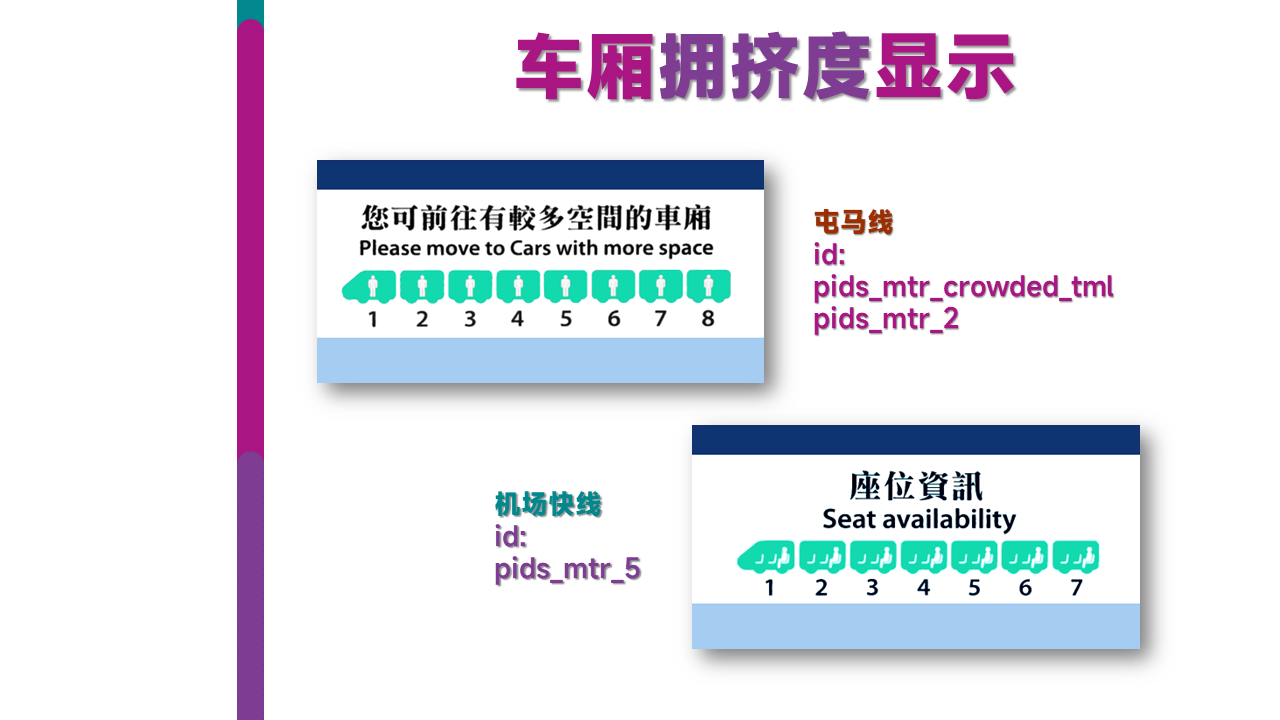 车厢拥挤度显示
您可前往有較多空間的車廂
Please move to Cars with more space
1 2 3 4 5 6 7 8
屯马线
id:
pids_mtr_crowded_tml
pids_mtr_2
机场快线
id:
pids_mtr_5
座位資訊
Seat availability
1 2 3 4 5 6 7